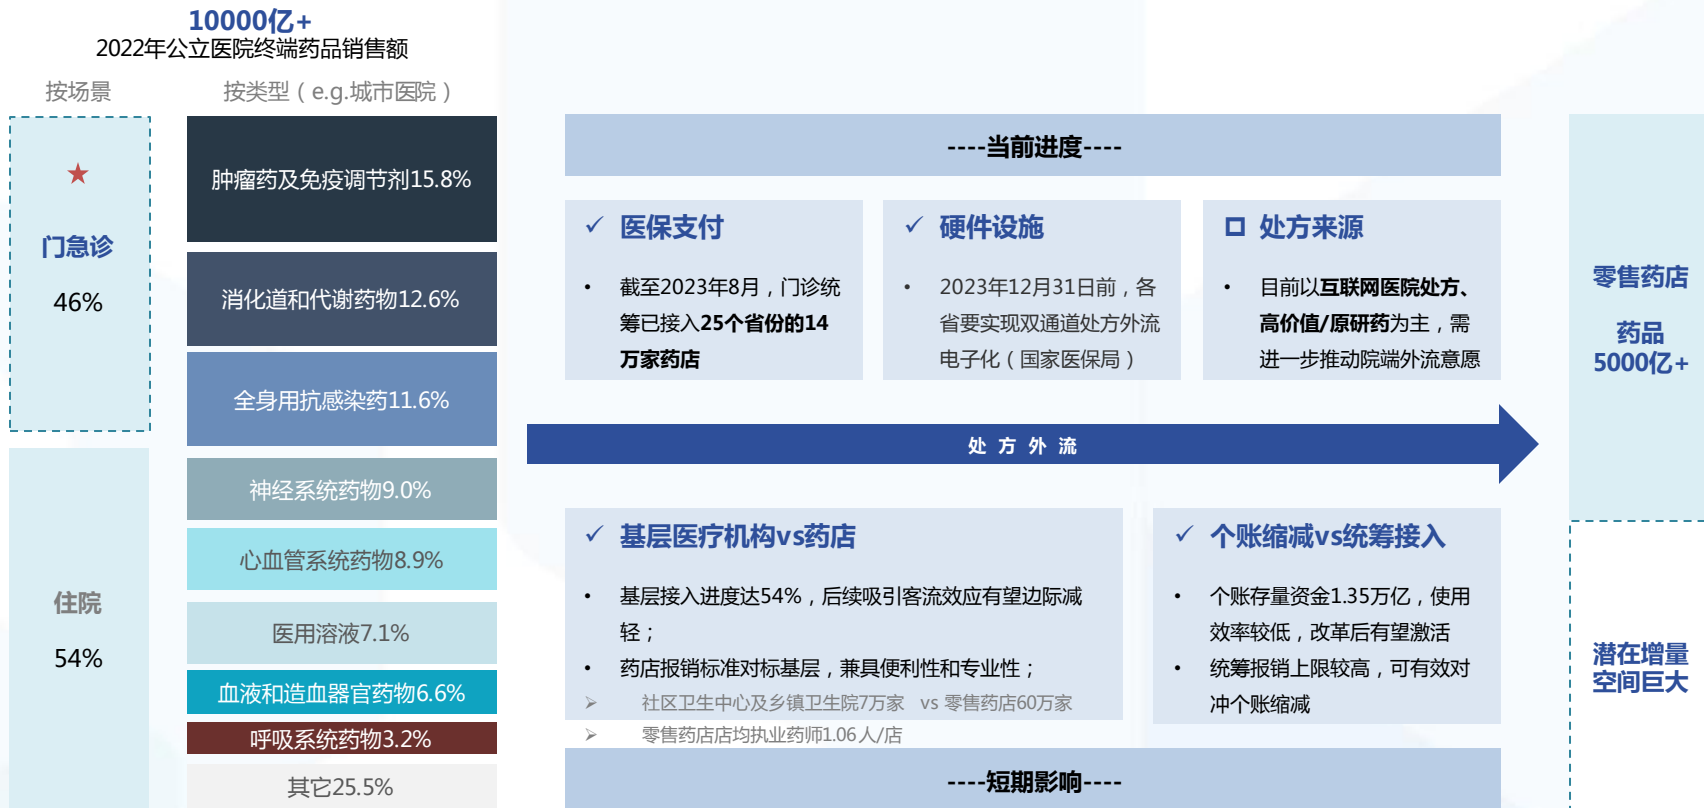 10000亿+
2022年公立医院终端药品销售额
按场景
按类型（e.g.城市医院）
门急诊
46%
住院
54%
肿瘤药及免疫调节剂15.8%
消化道和代谢药物12.6%
全身用抗感染药11.6%
神经系统药物9.0%
心血管系统药物8.9%
医用溶液7.1%
血液和造血器官药物6.6%
呼吸系统药物3.2%
其它25.5%
----当前进度----
✓ 医保支付
• 截至2023年8月，门诊统
筹已接入25个省份的14
万家药店
✓ 硬件设施
• 2023年12月31日前，各
省要实现双通道处方外流
电子化（国家医保局）
处方来源
• 目前以互联网医院处方、
高价值/原研药为主，需
进一步推动院端外流意愿
处方外流
✓ 基层医疗机构vs药店
• 基层接入进度达54%，后续吸引客流效应有望边际减
轻；
• 药店报销标准对标基层，兼具便利性和专业性；
➢ 社区卫生中心及乡镇卫生院7万家 vs 零售药店60万家
➢ 零售药店店均执业药师1.06人/店
✓ 个账缩减vs统筹接入
• 个账存量资金1.35万亿，使用
效率较低，改革后有望激活
• 统筹报销上限较高，可有效对
冲个账缩减
----短期影响----
零售药店
药品
5000亿+
潜在增量
空间巨大